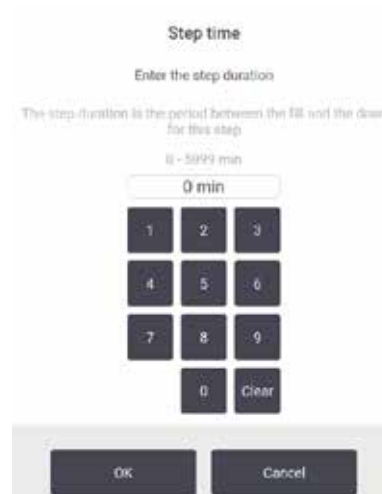 Step time
Enter the step duration
The step duration is the period between the fill and the
for this step
0 - 5999 min
0 min
1 2 3
4 5 6
7 8 9
0 Clear
OK Cancel